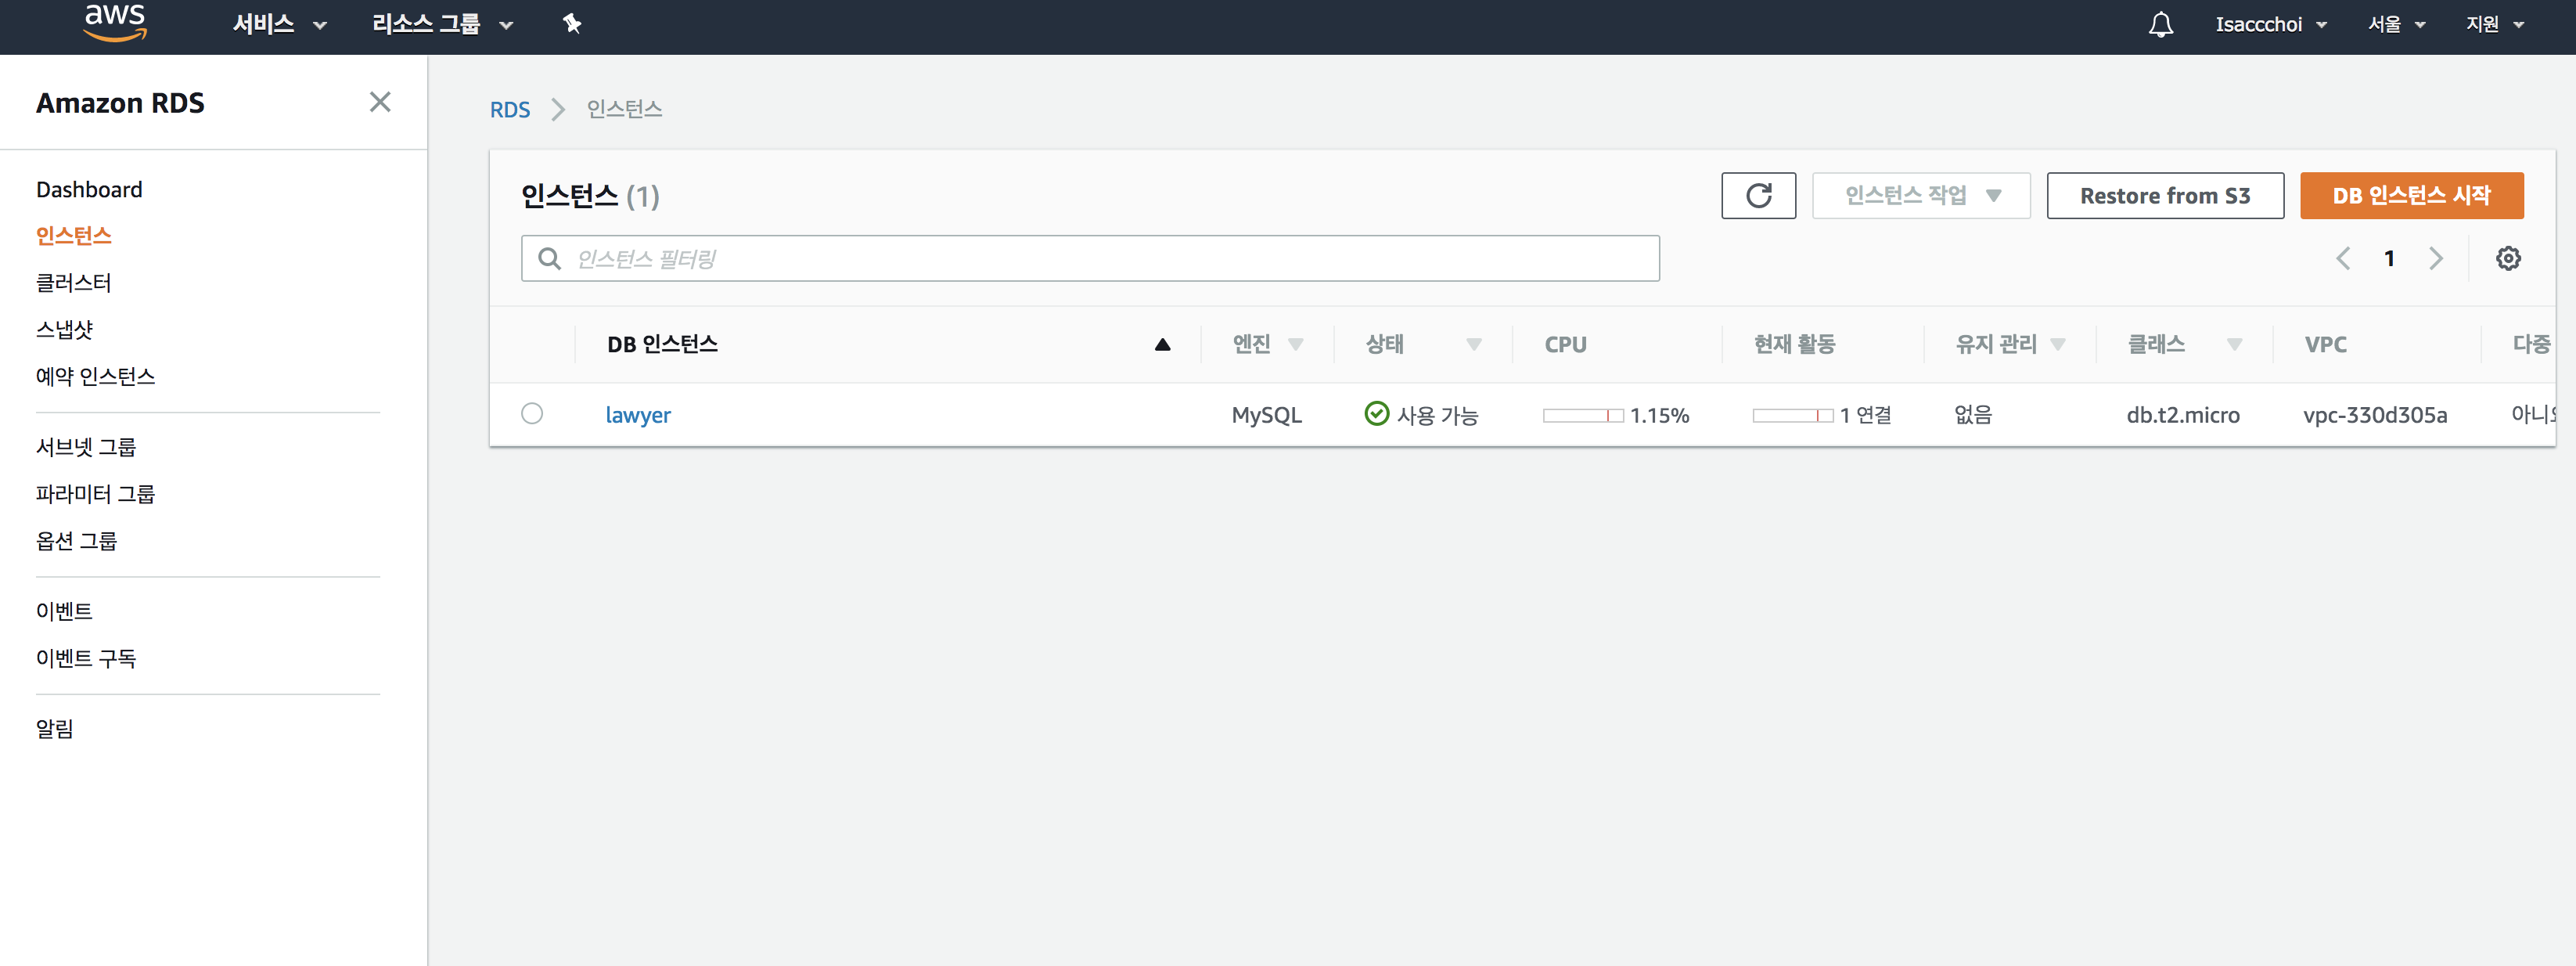 aws 서비스 리소스 그룹 Isaccchoi 서울 지원
Amazon RDS
Dashboard
인스턴스
클러스터
스냅샷
예약 인스턴스
서브넷 그룹
파라미터 그룹
옵션 그룹
이벤트
이벤트 구독
알림
RDS 인스턴스
인스턴스 (1) 인스턴스 작업 Restore from S3 DB 인스턴스 시작
인스턴스 필터링 1
DB 인스턴스 엔진 상태 CPU 현재 활동 유지 관리 클래스 VPC 다중
lawyer MySQL 사용 가능 1.15% 1 연결 없음 db.t2.micro vpc-330d305a